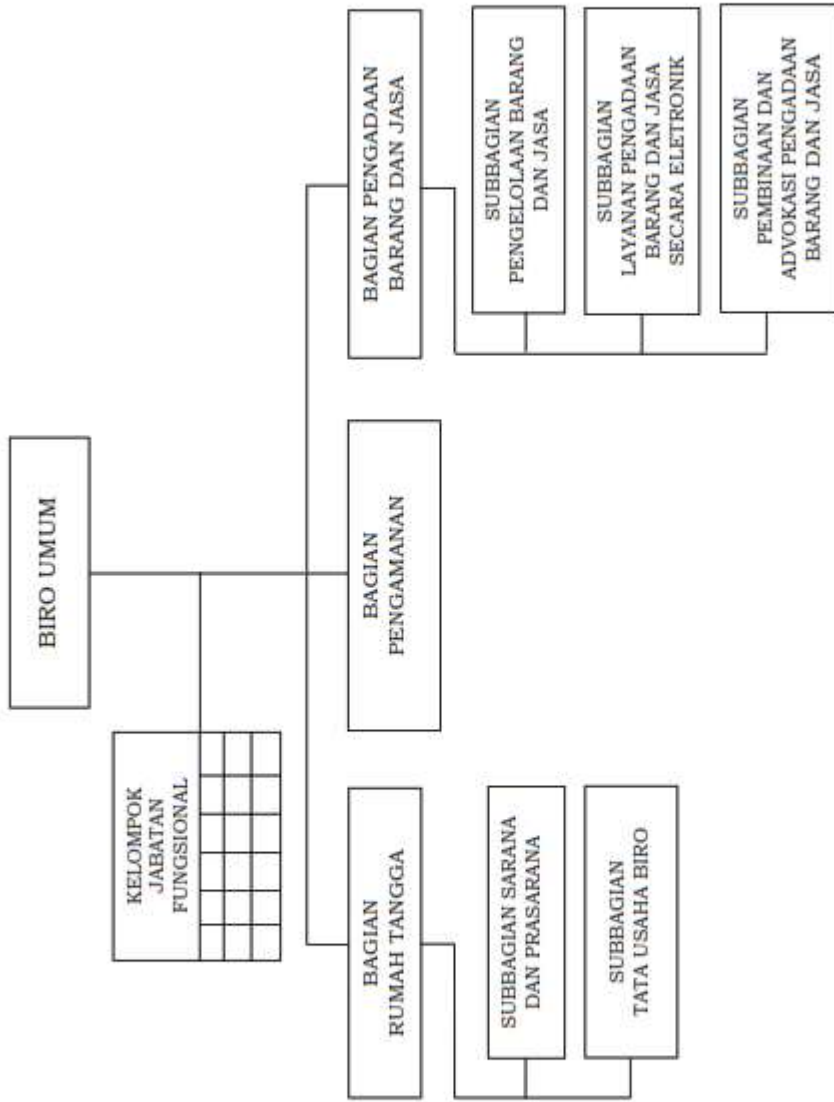 BIRO UMUM
KELOMPOK
JABATAN
FUNGSIONAL
BAGIAN
RUMAH TANGGA
BAGIAN
PENGAMANAN
BAGIAN PENGADAAN
BARANG DAN JASA
SUBBAGIAN SARANA
DAN PRASARANA
SUBBAGIAN
TATA USAHA BIRO
SUBBAGIAN
PENGELOLAAN BARANG
DAN JASA
SUBBAGIAN
LAYANAN PENGADAAN
BARANG DAN JASA
SECARA ELETRONIK
SUBBAGIAN
PEMBINAAN DAN
ADVOKASI PENGADAAN
BARANG DAN JASA